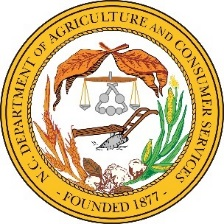 N.C. DEPARTMENT OF AGRICULTURE AND CONSUMER SERVICES
- FOUNDED 1877 -